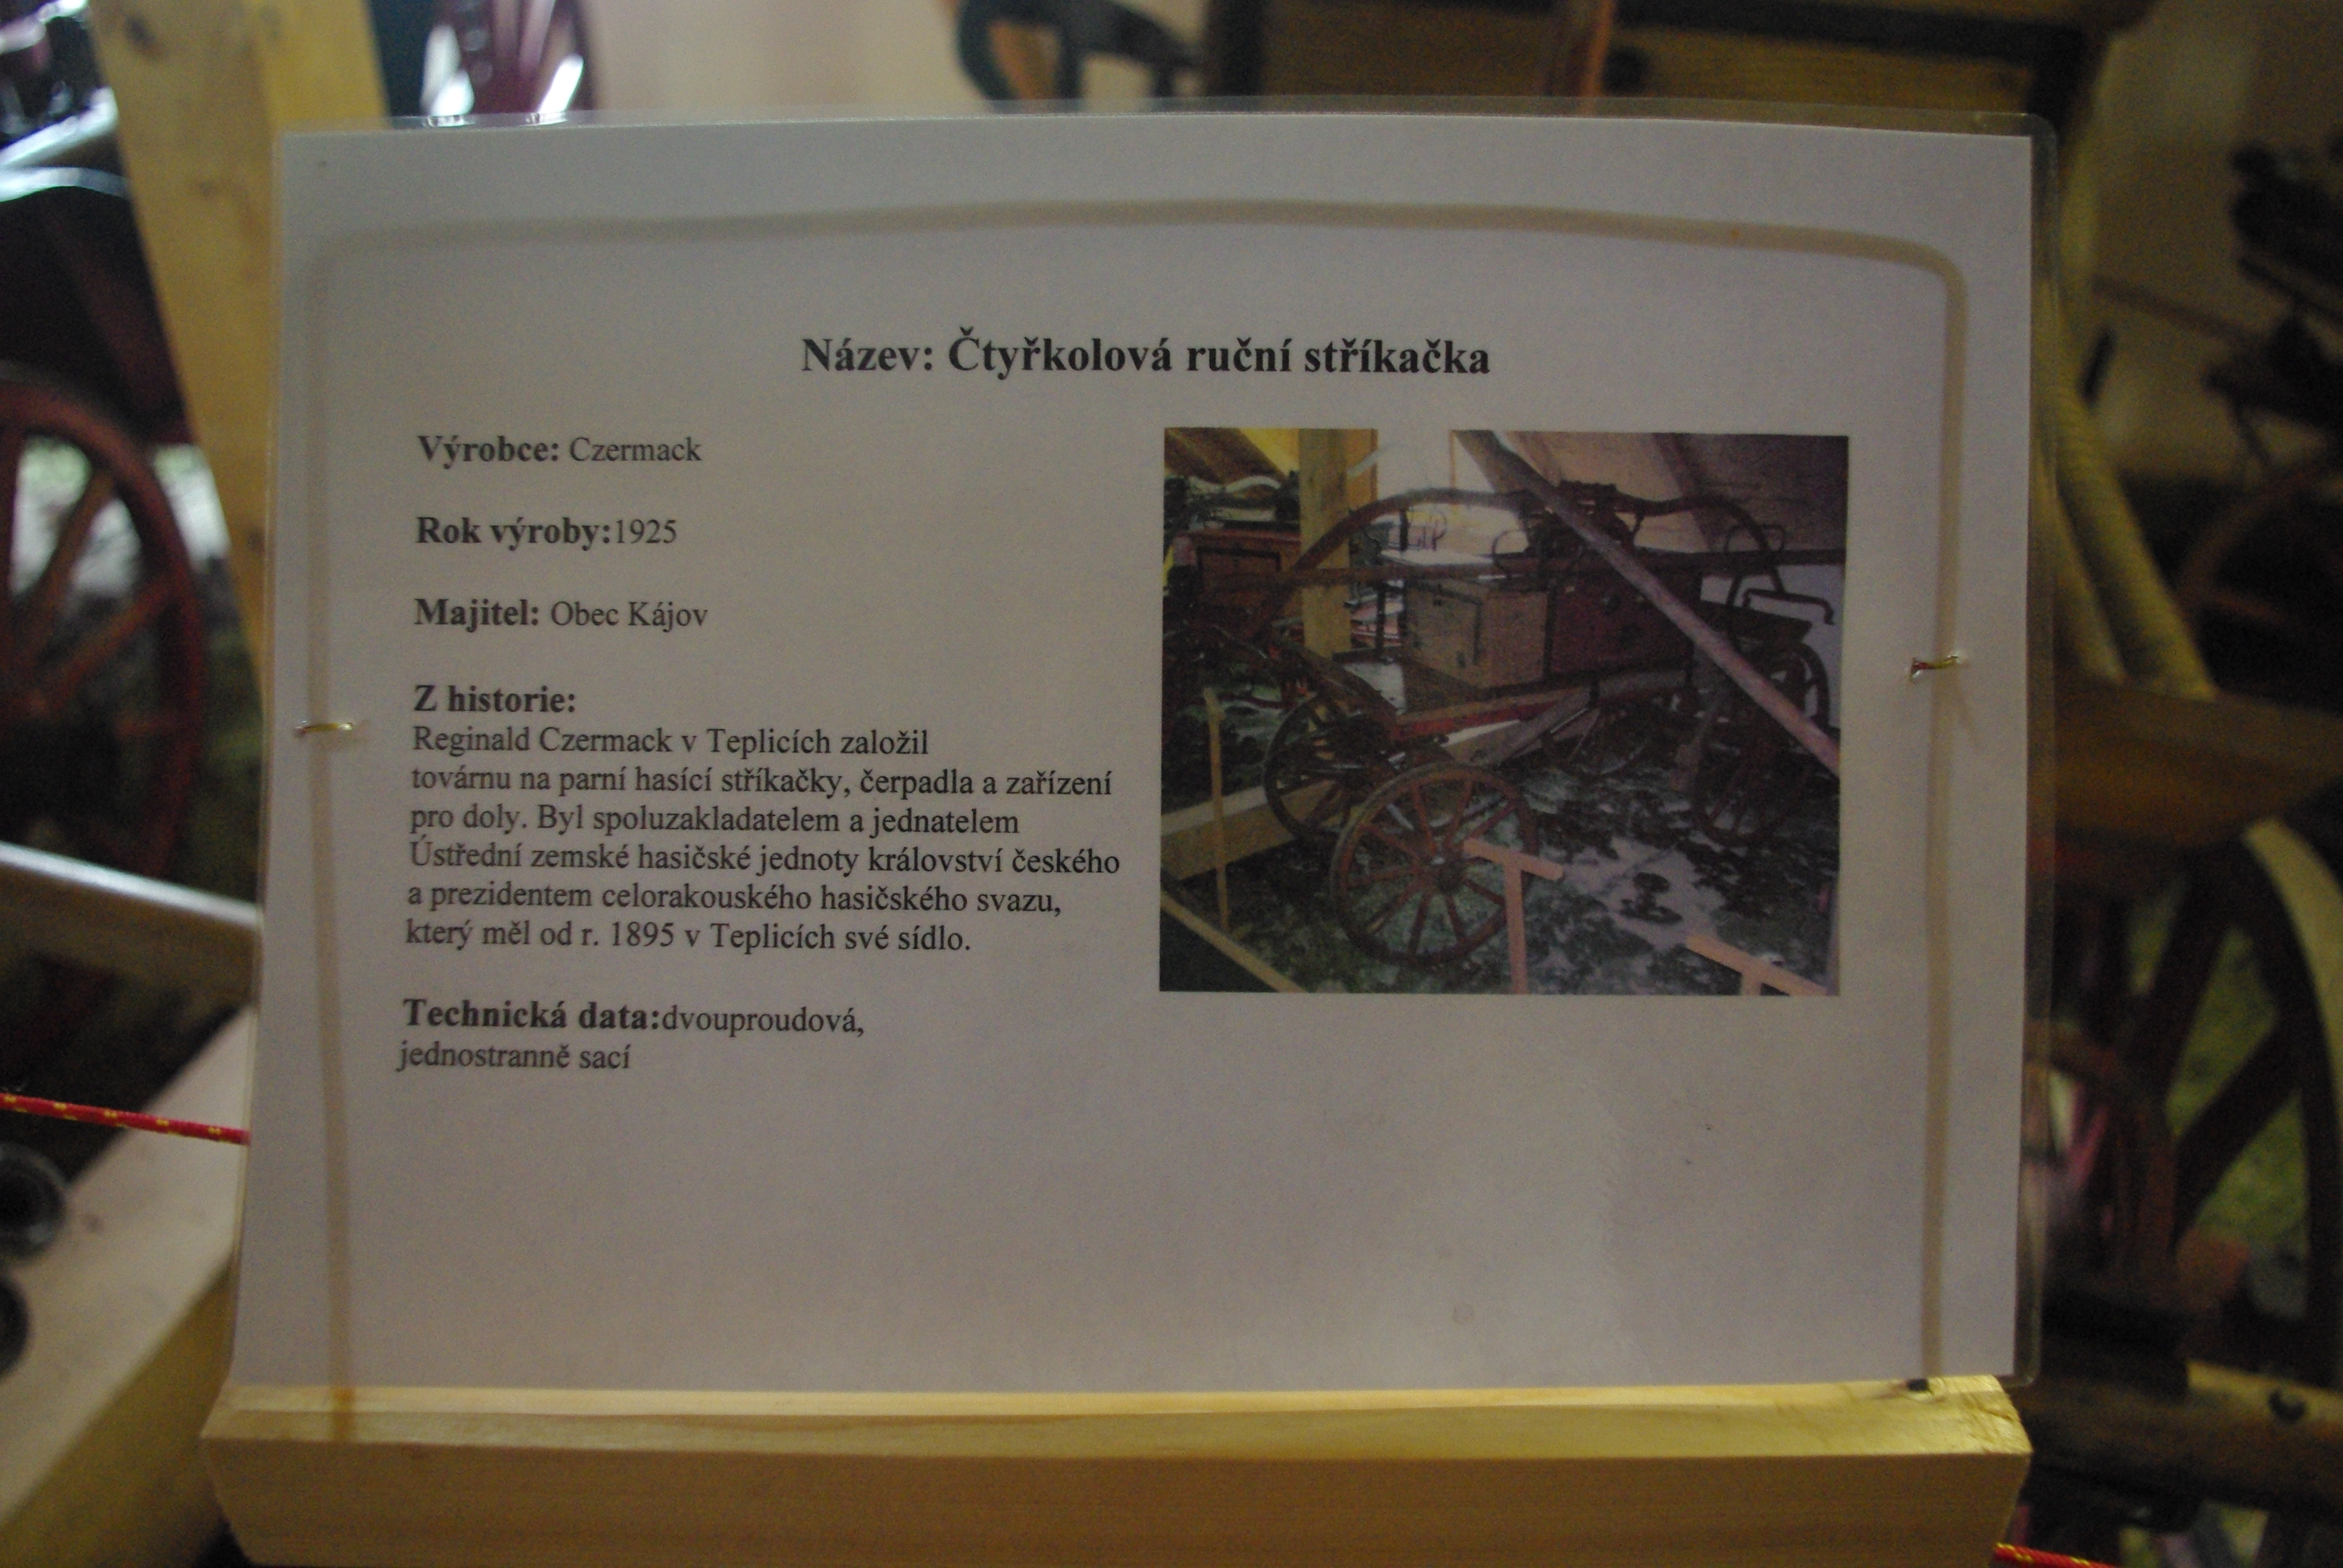 Název: Čtyřkolová ruční stříkačka
Výrobce: Czermack
Rok výroby:1925
Majitel: Obec Kájov
Z historie:
Reginald Czermack v Teplicích založil
továrnu na parní hasící stříkačky, čerpadla a zařízení
pro doly. Byl spoluzakladatelem a jednatelem
Ústřední zemské hasičské jednoty království českého
a prezidentem celorakouského hasičského svazu,
který měl od r. 1895 v Teplicích své sídlo.
Technická data:dvouproudová,
jednostranně sací